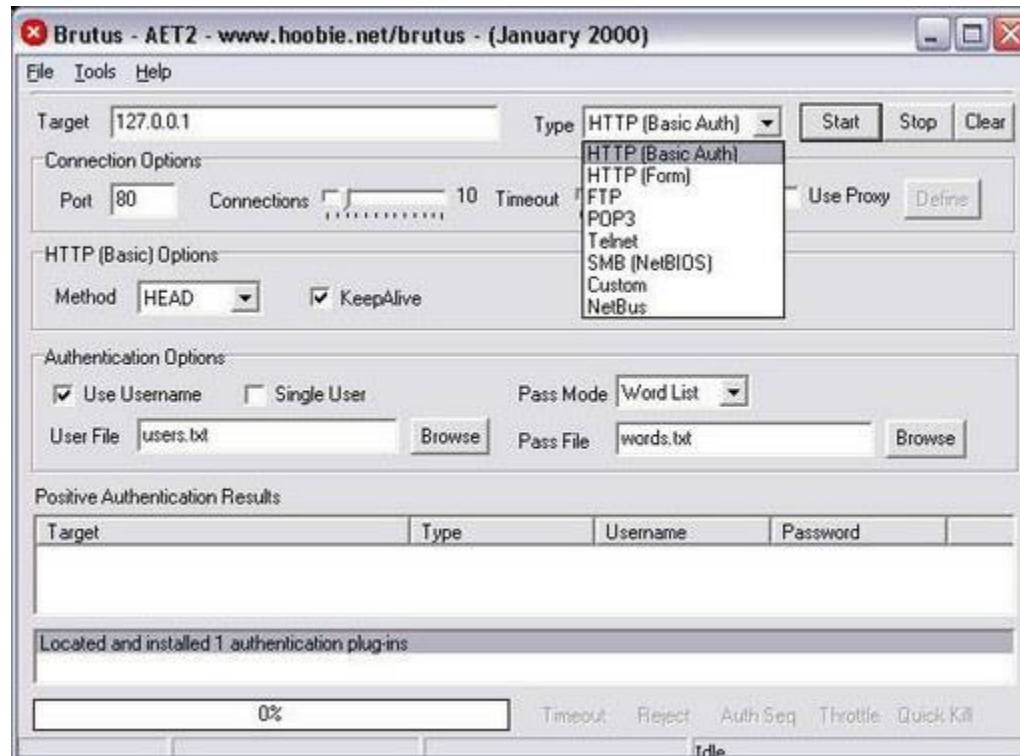 Brutus - AET2 - www.hoobie.net/brutus - (January 2000)
File Tools Help
Target 127.0.0.1 Type HTTP (Basic Auth) Start Stop Clear
HTTP (Basic Auth)
HTTP (Form)
FTP
POP3
Telnet
SMB (NetBIOS)
Custom
NetBus
Connection Options
Port 80 Connections 10 Timeout Use Proxy Define
HTTP (Basic) Options
Method HEAD KeepAlive
Authentication Options
Use Username Single User Pass Mode Word List
User File users.txt Browse Pass File words.txt Browse
Positive Authentication Results
Target Type Username Password
Located and installed 1 authentication plug-ins
0% Timeout Reject Auth Seq Throttle Quick Kill
Idle